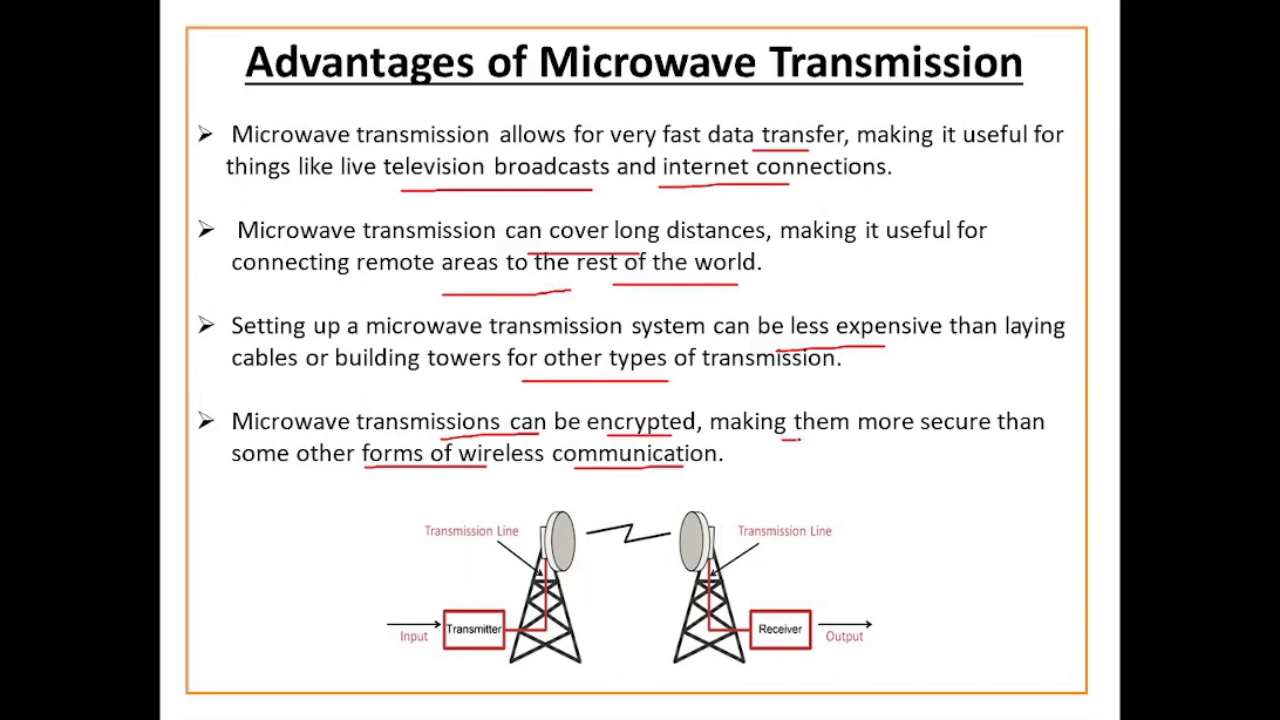 Advantages of Microwave Transmission
➢ Microwave transmission allows for very fast data transfer, making it useful for
things like live television broadcasts and internet connections.
➢ Microwave transmission can cover long distances, making it useful for
connecting remote areas to the rest of the world.
➢ Setting up a microwave transmission system can be less expensive than laying
cables or building towers for other types of transmission.
➢ Microwave transmissions can be encrypted, making them more secure than
some other forms of wireless communication.
Transmission Line
Transmission Line
Input
Transmitter
Receiver
Output